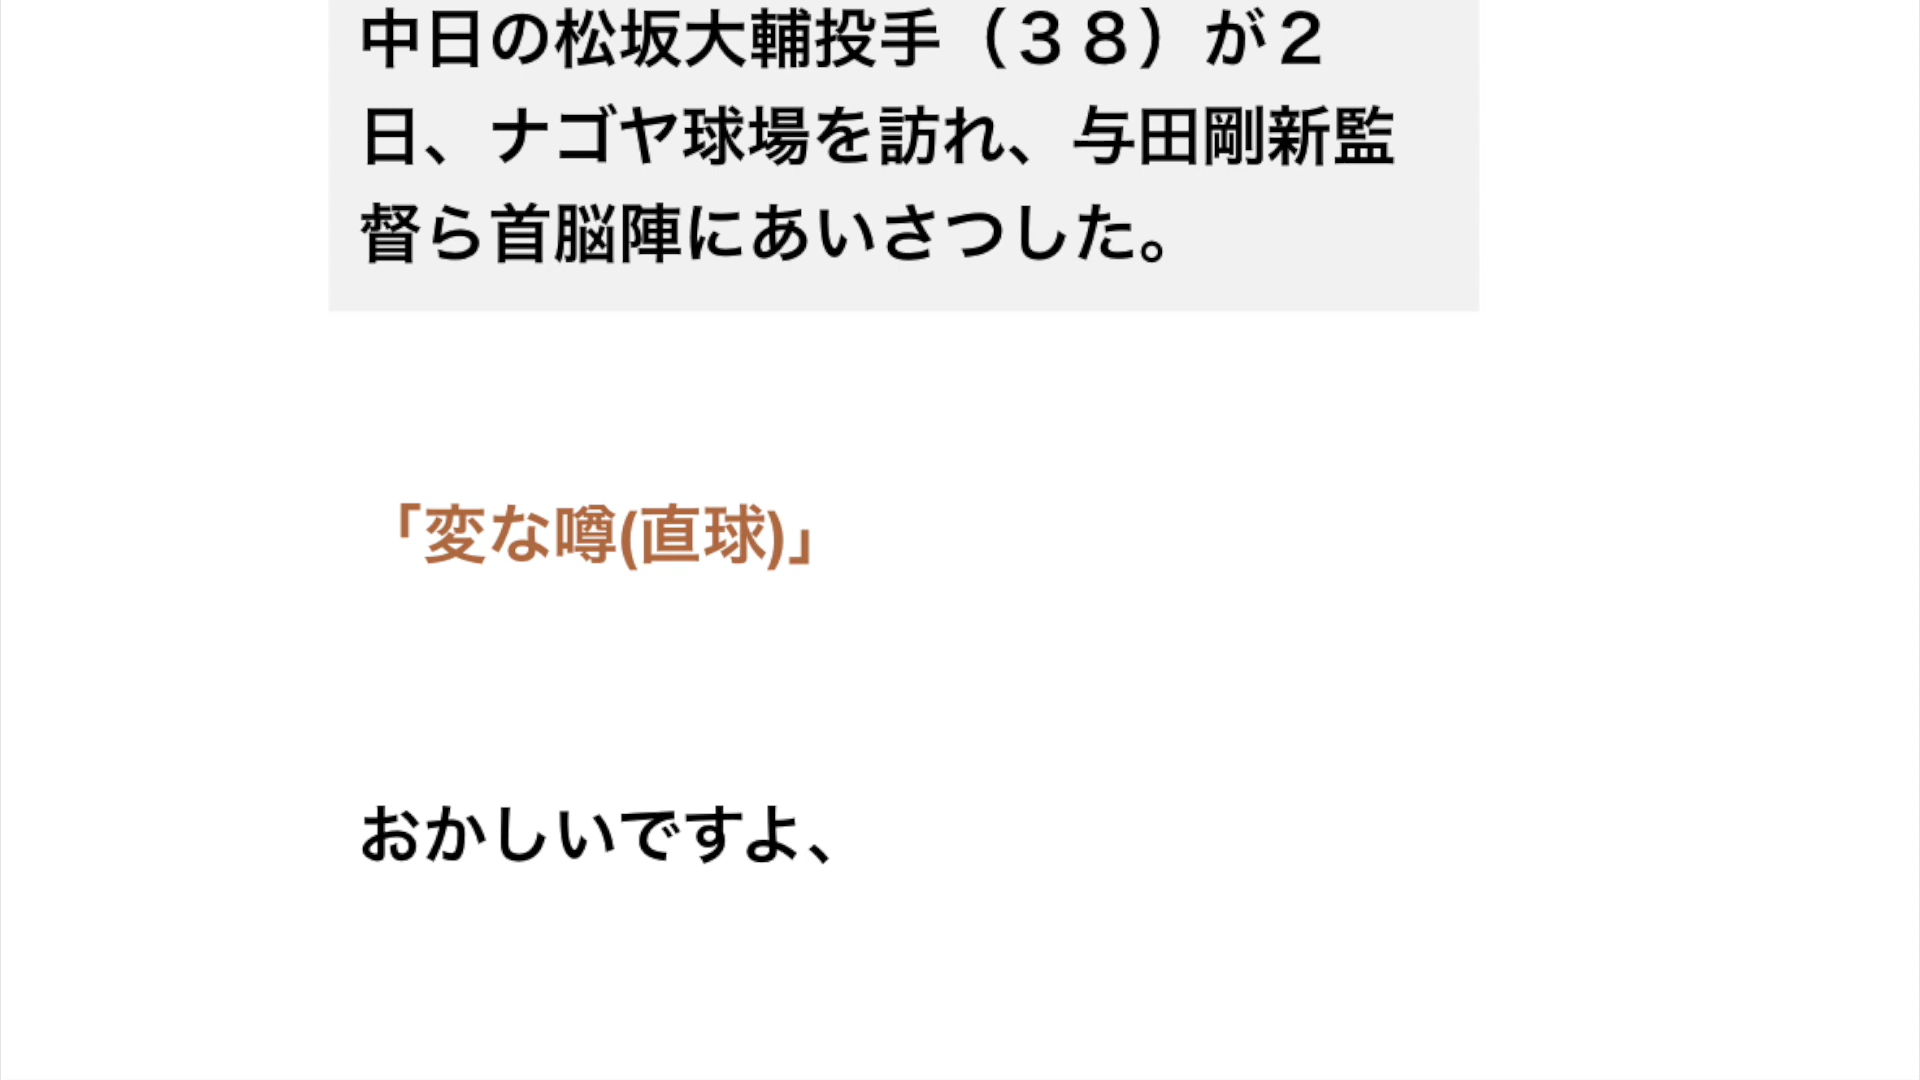 中日の松坂大輔投手（３８）が２
日、ナゴヤ球場を訪れ、与田剛新監
督ら首脳陣にあいさつした。
「変な噂(直球)」
おかしいですよ、